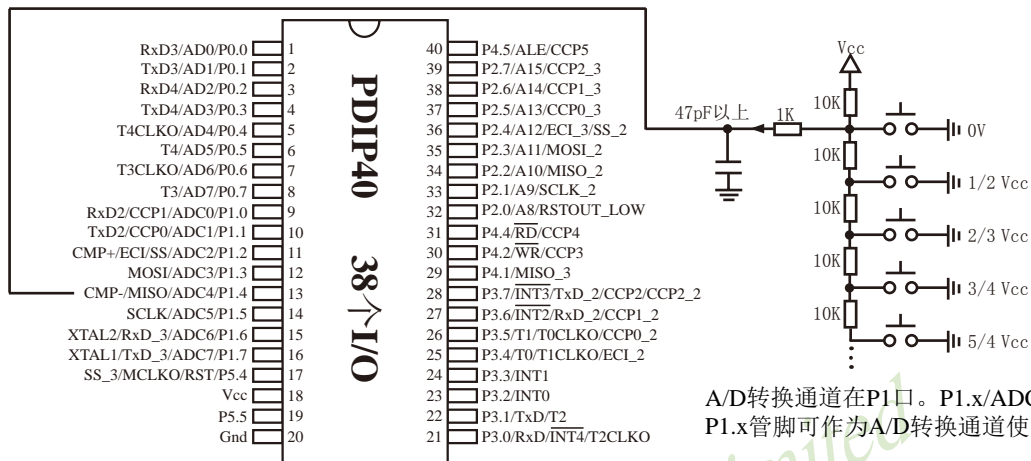 RxD3/AD0/P0.0 1
TxD3/AD1/P0.1 2
RxD4/AD2/P0.2 3
TxD4/AD3/P0.3 4
T4CLKO/AD4/P0.4 5
T4/AD5/P0.5 6
T3CLKO/AD6/P0.6 7
T3/AD7/P0.7 8
RxD2/CCP1/ADC0/P1.0 9
TxD2/CCP0/ADC1/P1.1 10
CMP+/ECI/SS/ADC2/P1.2 11
MOSI/ADC3/P1.3 12
CMP-/MISO/ADC4/P1.4 13
SCLK/ADC5/P1.5 14
XTAL2/RxD_3/ADC6/P1.6 15
XTAL1/TxD_3/ADC7/P1.7 16
SS_3/MCLKO/RST/P5.4 17
Vcc 18
P5.5 19
Gnd 20
PDIP40 38个I/O
40 P4.5/ALE/CCP5
39 P2.7/A15/CCP2_3
38 P2.6/A14/CCP1_3
37 P2.5/A13/CCP0_3
36 P2.4/A12/ECI_3/SS_2
35 P2.3/A11/MOSI_2
34 P2.2/A10/MISO_2
33 P2.1/A9/SCLK_2
32 P2.0/A8/RSTOUT_LOW
31 P4.4/RD/CCP4
30 P4.2/WR/CCP3
29 P4.1/MISO_3
28 P3.7/INT3/TxD_2/CCP2/CCP2_2
27 P3.6/INT2/RxD_2/CCP1_2
26 P3.5/T1/T0CLKO/CCP0_2
25 P3.4/T0/T1CLKO/ECI_2
24 P3.3/INT1
23 P3.2/INT0
22 P3.1/TxD/T2
21 P3.0/RxD/INT4/T2CLKO
47pF以上
1K
Vcc
10K
0V
10K
1/2 Vcc
10K
2/3 Vcc
10K
3/4 Vcc
10K
5/4 Vcc
A/D转换通道在P1口。P1.x/ADC
P1.x管脚可作为A/D转换通道使